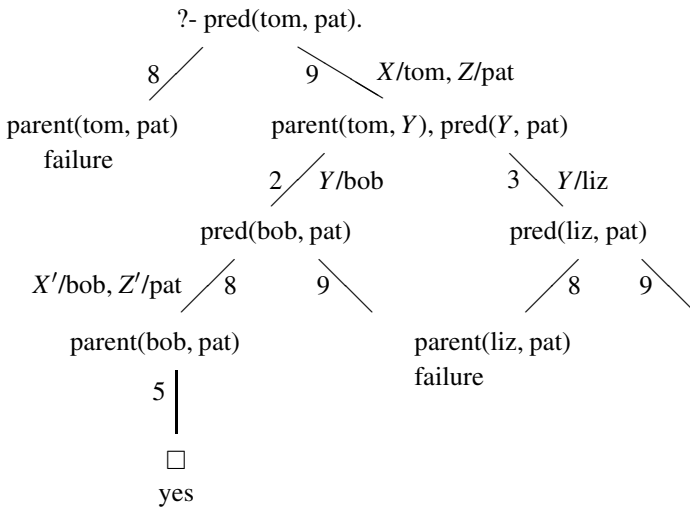 ?- pred(tom, pat).
8 9 X/tom, Z/pat
parent(tom, pat) parent(tom, Y), pred(Y, pat)
failure
2 Y/bob 3 Y/liz
pred(bob, pat) pred(liz, pat)
X′/bob, Z′/pat 8 9 8 9
parent(bob, pat) parent(liz, pat)
failure
5
□
yes